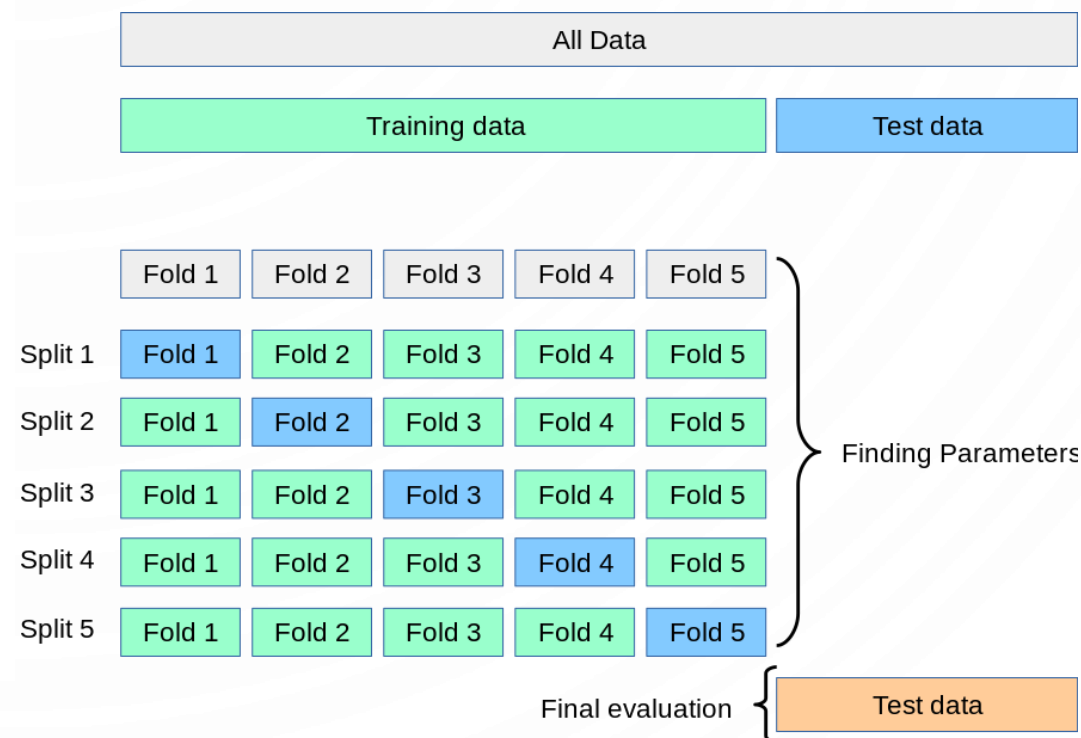 All Data
Training data Test data
Fold 1 Fold 2 Fold 3 Fold 4 Fold 5
Split 1 Fold 1 Fold 2 Fold 3 Fold 4 Fold 5
Split 2 Fold 1 Fold 2 Fold 3 Fold 4 Fold 5
Finding Parameters
Split 3 Fold 1 Fold 2 Fold 3 Fold 4 Fold 5
Split 4 Fold 1 Fold 2 Fold 3 Fold 4 Fold 5
Split 5 Fold 1 Fold 2 Fold 3 Fold 4 Fold 5
Final evaluation Test data